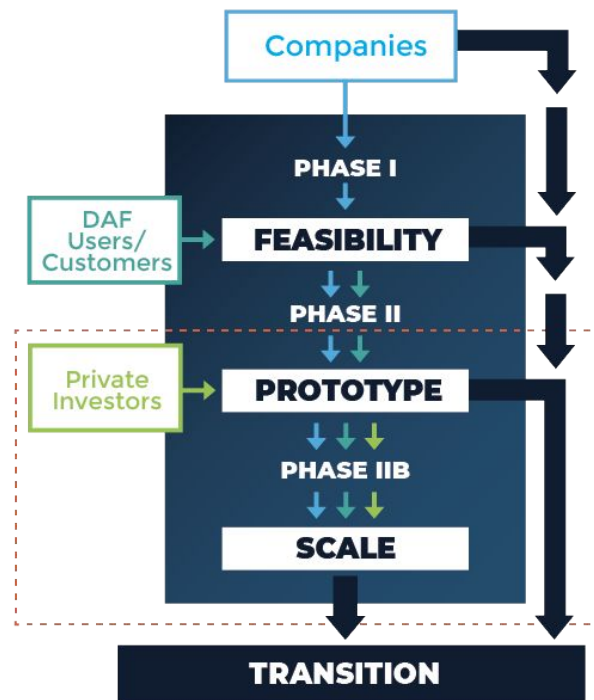 Companies
PHASE I
DAF
Users/
Customers
FEASIBILITY
PHASE II
Private
Investors
PROTOTYPE
PHASE IIB
SCALE
TRANSITION